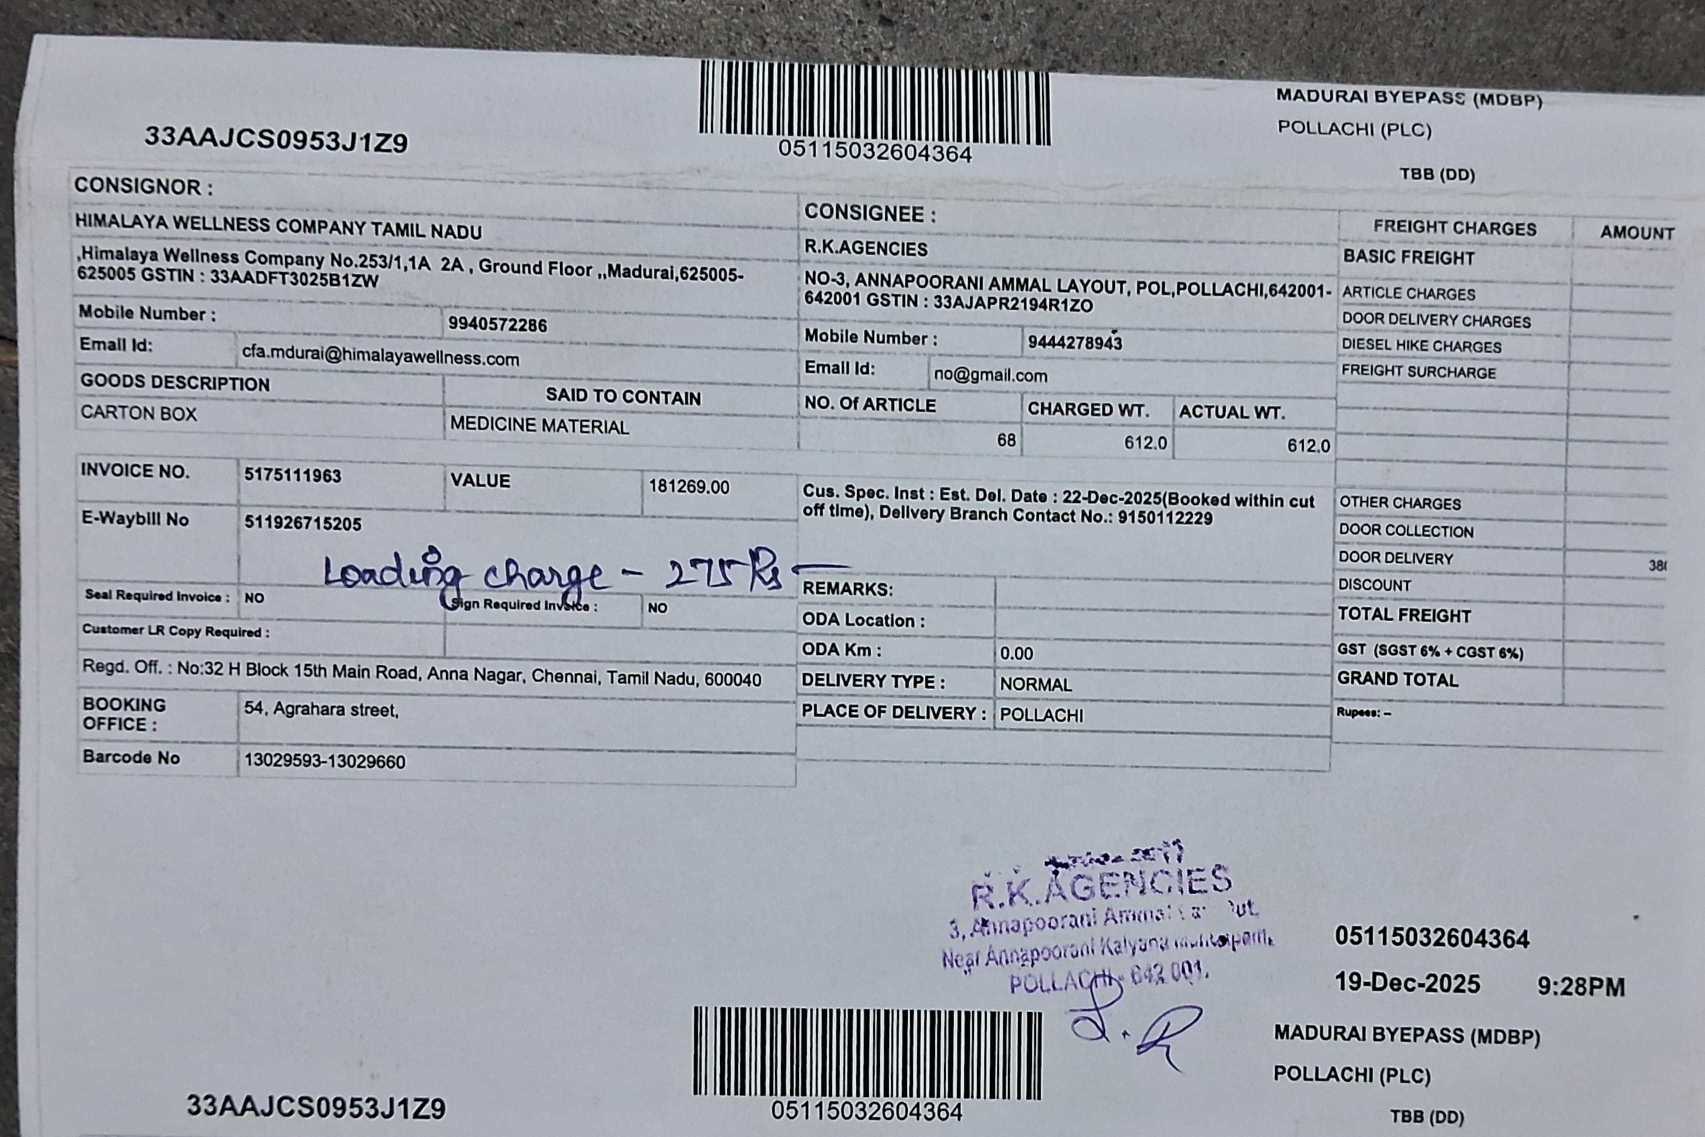 MADURAI BYEPASS (MDBP)
33AAJCS0953J1Z9
05115032604364
POLLACHI (PLC)
TBB (DD)
CONSIGNOR :
HIMALAYA WELLNESS COMPANY TAMIL NADU
,Himalaya Wellness Company No.253/1,1A 2A , Ground Floor ,,Madurai,625005-
625005 GSTIN : 33AADFT3025B1ZW
Mobile Number : 9940572286
Email Id: cfa.mdurai@himalayawellness.com
GOODS DESCRIPTION SAID TO CONTAIN
CARTON BOX MEDICINE MATERIAL
INVOICE NO. 5175111963 VALUE 181269.00
E-Waybill No 511926715205
Loading charge - 275 Rs
Seal Required Invoice : NO Sign Required Invoice : NO
Customer LR Copy Required :
Regd. Off. : No:32 H Block 15th Main Road, Anna Nagar, Chennai, Tamil Nadu, 600040
BOOKING
OFFICE : 54, Agrahara street,
Barcode No 13029593-13029660
CONSIGNEE :
R.K.AGENCIES
NO-3, ANNAPOORANI AMMAL LAYOUT, POL,POLLACHI,642001-
642001 GSTIN : 33AJAPR2194R1ZO
Mobile Number : 9444278943
Email Id: no@gmail.com
NO. Of ARTICLE CHARGED WT. ACTUAL WT.
68 612.0 612.0
Cus. Spec. Inst : Est. Del. Date : 22-Dec-2025(Booked within cut
off time), Delivery Branch Contact No.: 9150112229
REMARKS:
ODA Location :
ODA Km : 0.00
DELIVERY TYPE : NORMAL
PLACE OF DELIVERY : POLLACHI
FREIGHT CHARGES AMOUNT
BASIC FREIGHT
ARTICLE CHARGES
DOOR DELIVERY CHARGES
DIESEL HIKE CHARGES
FREIGHT SURCHARGE
OTHER CHARGES
DOOR COLLECTION
DOOR DELIVERY
DISCOUNT
TOTAL FREIGHT
GST (SGST 6% + CGST 6%)
GRAND TOTAL
Rupees: –
R.K.AGENCIES
3, Annapoorani Ammal
Near Annapoorani Kalyana
POLLACHI - 642 001.
05115032604364
19-Dec-2025 9:28PM
MADURAI BYEPASS (MDBP)
POLLACHI (PLC)
33AAJCS0953J1Z9
05115032604364
TBB (DD)